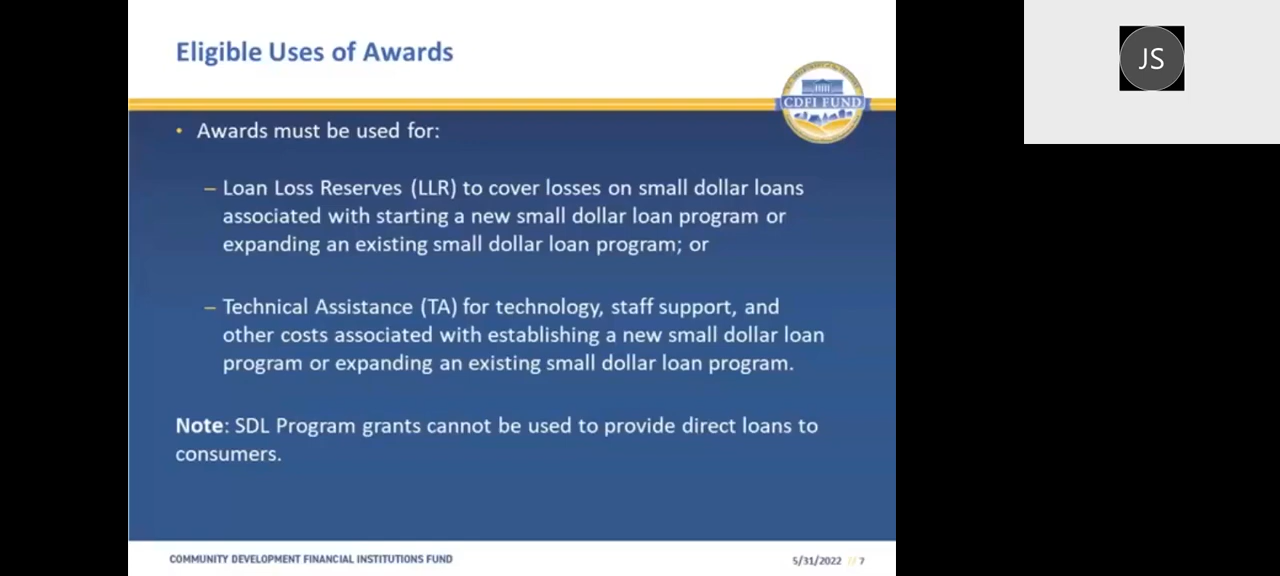 Eligible Uses of Awards
CDFI FUND
JS
• Awards must be used for:
– Loan Loss Reserves (LLR) to cover losses on small dollar loans
associated with starting a new small dollar loan program or
expanding an existing small dollar loan program; or
– Technical Assistance (TA) for technology, staff support, and
other costs associated with establishing a new small dollar loan
program or expanding an existing small dollar loan program.
Note: SDL Program grants cannot be used to provide direct loans to
consumers.
COMMUNITY DEVELOPMENT FINANCIAL INSTITUTIONS FUND
5/31/2022 // 7